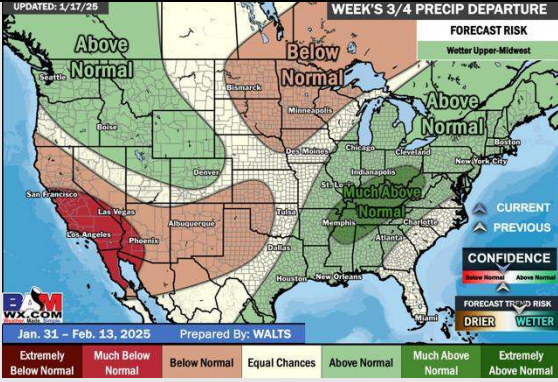 UPDATED: 1/17/25
WEEK'S 3/4 PRECIP DEPARTURE
FORECAST RISK
Wetter Upper-Midwest
Above
Normal
Below
Normal
Above
Normal
Much Above
Normal
Seattle
Bismarck
Minneapolis
Boise
Boston
Chicago
Cleveland
New York City
Des Moines
Denver
Indianapolis
St. Lo
San Francisco
Las Vegas
Tulsa
Memphis
Charlotte
Los Angeles
Phoenix
Albuquerque
Atlanta
Dallas
Houston
New Orleans
Miami
CURRENT
PREVIOUS
CONFIDENCE
Below Normal
Above Normal
FORECAST TREND RISK
DRIER
WETTER
BAM
WX.COM
Weather. Made. Simple.
Jan. 31 – Feb. 13, 2025
Prepared By: WALTS
Extremely
Below Normal
Much Below
Normal
Below Normal
Equal Chances
Above Normal
Much Above
Normal
Extremely
Above Normal